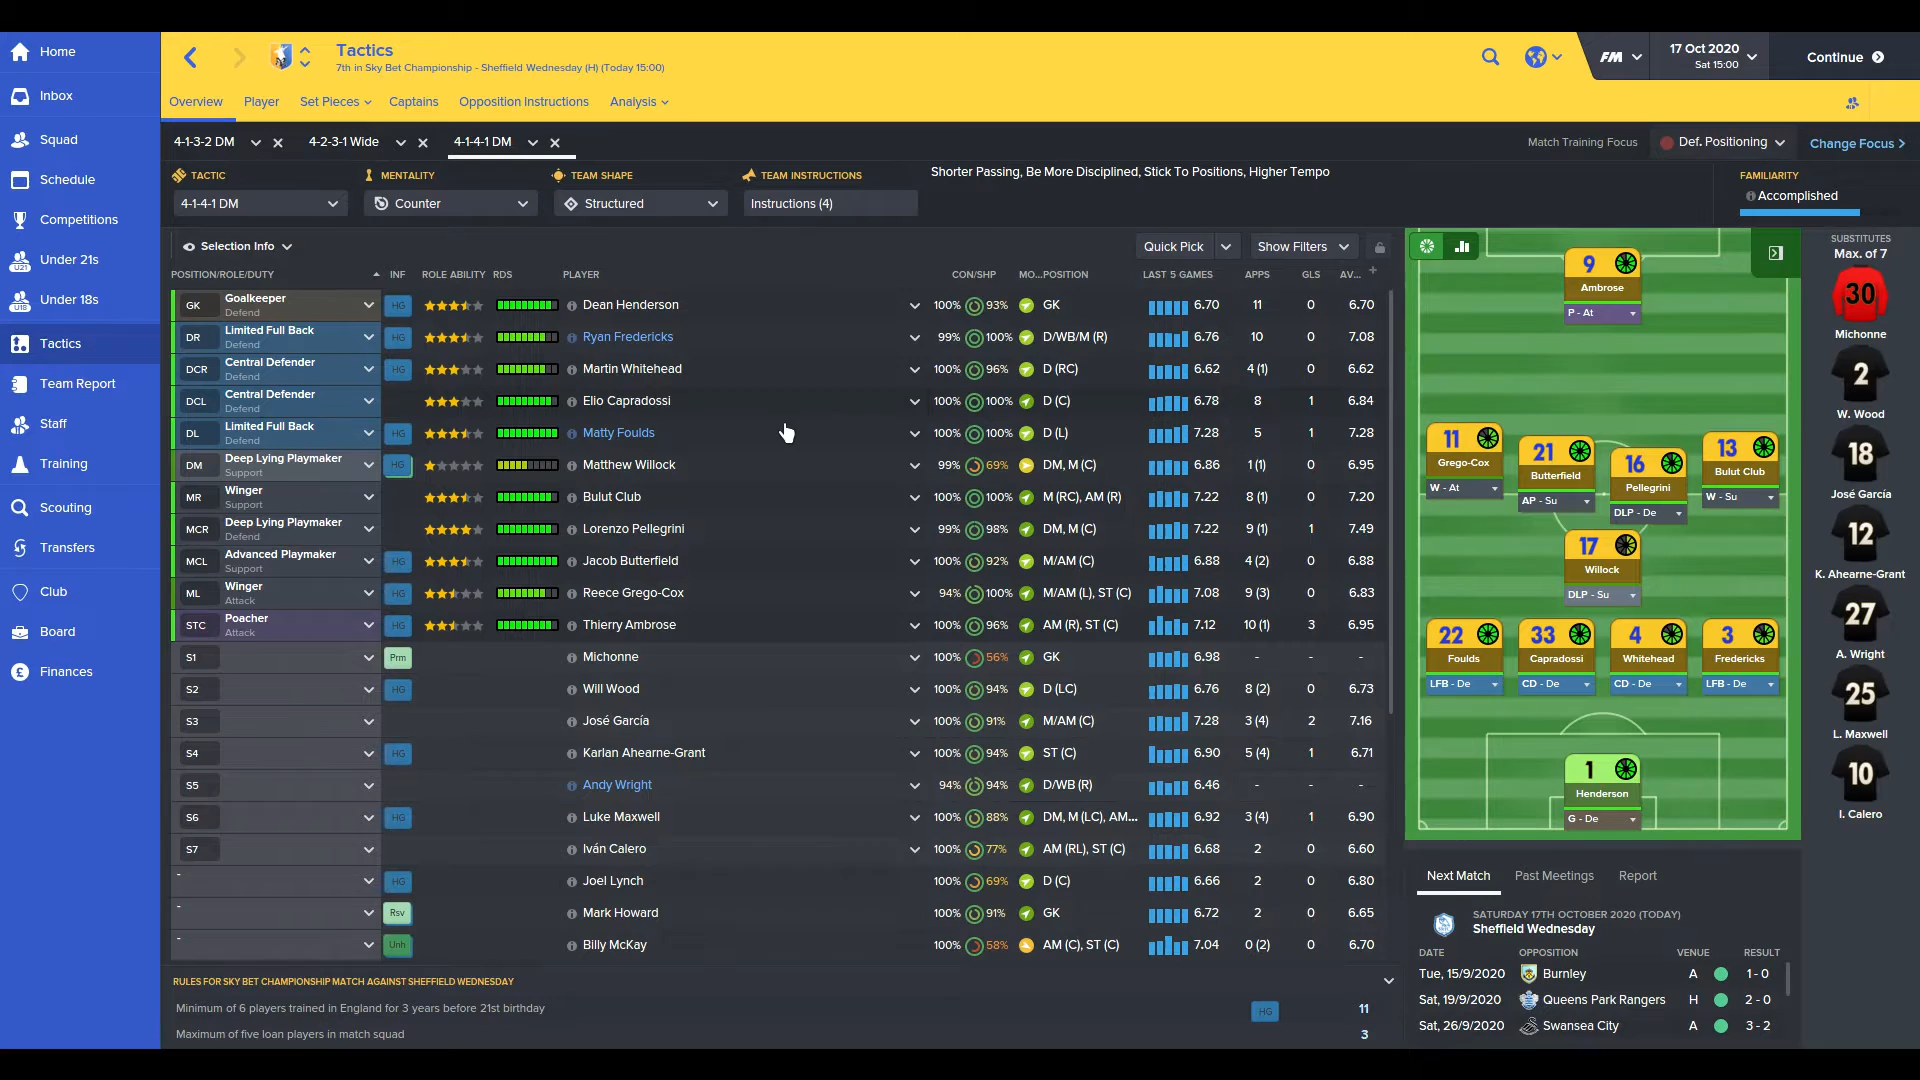 Home
Inbox
Squad
Schedule
Competitions
U21 Under 21s
U18 Under 18s
Tactics
Team Report
Staff
Training
Scouting
Transfers
Club
Board
Finances
Tactics
7th in Sky Bet Championship - Sheffield Wednesday (H) (Today 15:00)
FM 17 Oct 2020
Sat 15:00
Continue
Overview Player Set Pieces Captains Opposition Instructions Analysis
4-1-3-2 DM 4-2-3-1 Wide 4-1-4-1 DM
Match Training Focus Def. Positioning Change Focus
TACTIC MENTALITY TEAM SHAPE TEAM INSTRUCTIONS
Shorter Passing, Be More Disciplined, Stick To Positions, Higher Tempo
FAMILIARITY
Accomplished
4-1-4-1 DM Counter Structured Instructions (4)
Selection Info Quick Pick Show Filters
POSITION/ROLE/DUTY INF ROLE ABILITY RDS PLAYER CON/SHP MO...POSITION LAST 5 GAMES APPS GLS AV...
GK Goalkeeper Defend HG Dean Henderson 100% 93% GK 6.70 11 0 6.70
DR Limited Full Back Defend HG Ryan Fredericks 99% 100% D/WB/M (R) 6.76 10 0 7.08
DCR Central Defender Defend HG Martin Whitehead 100% 96% D (RC) 6.62 4 (1) 0 6.62
DCL Central Defender Defend Elio Capradossi 100% 100% D (C) 6.78 8 1 6.84
DL Limited Full Back Defend HG Matty Foulds 100% 100% D (L) 7.28 5 1 7.28
DM Deep Lying Playmaker Support HG Matthew Willock 99% 69% DM, M (C) 6.86 1 (1) 0 6.95
MR Winger Support Bulut Club 100% 100% M (RC), AM (R) 7.22 8 (1) 0 7.20
MCR Deep Lying Playmaker Defend Lorenzo Pellegrini 99% 98% DM, M (C) 7.22 9 (1) 1 7.49
MCL Advanced Playmaker Support HG Jacob Butterfield 100% 92% M/AM (C) 6.88 4 (2) 0 6.88
ML Winger Attack HG Reece Grego-Cox 94% 100% M/AM (L), ST (C) 7.08 9 (3) 0 6.83
STC Poacher Attack HG Thierry Ambrose 100% 96% AM (R), ST (C) 7.12 10 (1) 3 6.95
S1 Prm Michonne 100% 56% GK 6.98 - - -
S2 HG Will Wood 100% 94% D (LC) 6.76 8 (2) 0 6.73
S3 José García 100% 91% M/AM (C) 7.28 3 (4) 2 7.16
S4 HG Karlan Ahearne-Grant 100% 94% ST (C) 6.90 5 (4) 1 6.71
S5 Andy Wright 94% 94% D/WB (R) 6.46 - - -
S6 HG Luke Maxwell 100% 88% DM, M (LC), AM... 6.92 3 (4) 1 6.90
S7 Iván Calero 100% 77% AM (RL), ST (C) 6.68 2 0 6.60
- HG Joel Lynch 100% 69% D (C) 6.66 2 0 6.80
- Rsv Mark Howard 100% 91% GK 6.72 2 0 6.65
- Unh Billy McKay 100% 58% AM (C), ST (C) 7.04 0 (2) 0 6.70
RULES FOR SKY BET CHAMPIONSHIP MATCH AGAINST SHEFFIELD WEDNESDAY
Minimum of 6 players trained in England for 3 years before 21st birthday HG 11
Maximum of five loan players in match squad 3
9
Ambrose
P - At
11 21 16 13
Grego-Cox Butterfield Pellegrini Bulut Club
W - At AP - Su DLP - De W - Su
17
Willock
DLP - Su
22 33 4 3
Foulds Capradossi Whitehead Fredericks
LFB - De CD - De CD - De LFB - De
1
Henderson
G - De
SUBSTITUTES
Max. of 7
30
Michonne
2
W. Wood
18
José García
12
K. Ahearne-Grant
27
A. Wright
25
L. Maxwell
10
I. Calero
Next Match Past Meetings Report
SATURDAY 17TH OCTOBER 2020 (TODAY)
Sheffield Wednesday
DATE OPPOSITION VENUE RESULT
Tue, 15/9/2020 Burnley A 1 - 0
Sat, 19/9/2020 Queens Park Rangers H 2 - 0
Sat, 26/9/2020 Swansea City A 3 - 2